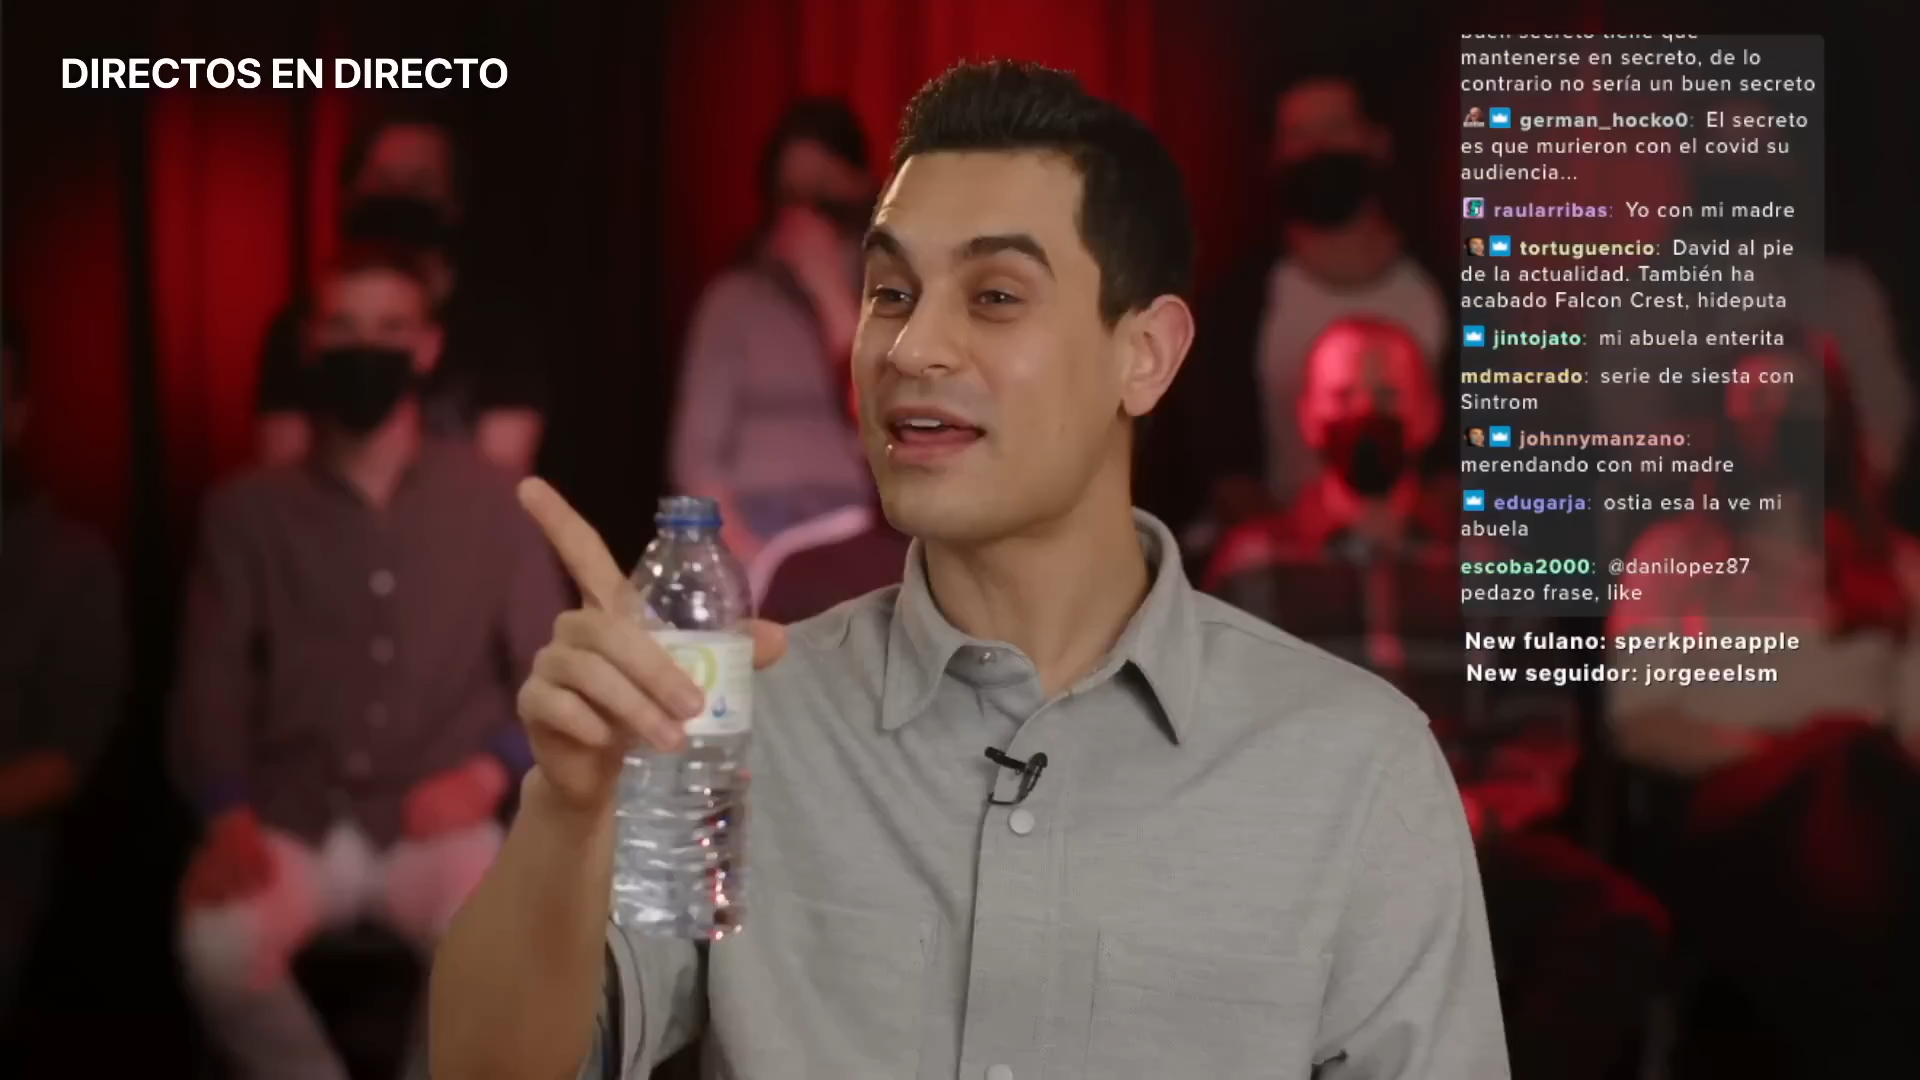 DIRECTOS EN DIRECTO
buen secreto tiene que
mantenerse en secreto, de lo
contrario no sería un buen secreto
german_hocko0: El secreto
es que murieron con el covid su
audiencia...
raularribas: Yo con mi madre
tortuguencio: David al pie
de la actualidad. También ha
acabado Falcon Crest, hideputa
jintojato: mi abuela enterita
mdmacrado: serie de siesta con
Sintrom
johnnymanzano:
merendando con mi madre
edugarja: ostia esa la ve mi
abuela
escoba2000: @danilopez87
pedazo frase, like
New fulano: sperkpineapple
New seguidor: jorgeeelsm